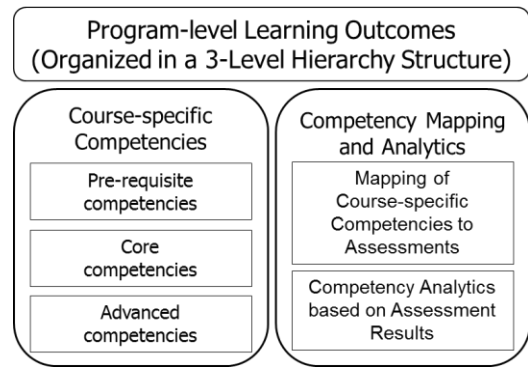 Program-level Learning Outcomes
(Organized in a 3-Level Hierarchy Structure)
Course-specific
Competencies
Pre-requisite
competencies
Core
competencies
Advanced
competencies
Competency Mapping
and Analytics
Mapping of
Course-specific
Competencies to
Assessments
Competency Analytics
based on Assessment
Results